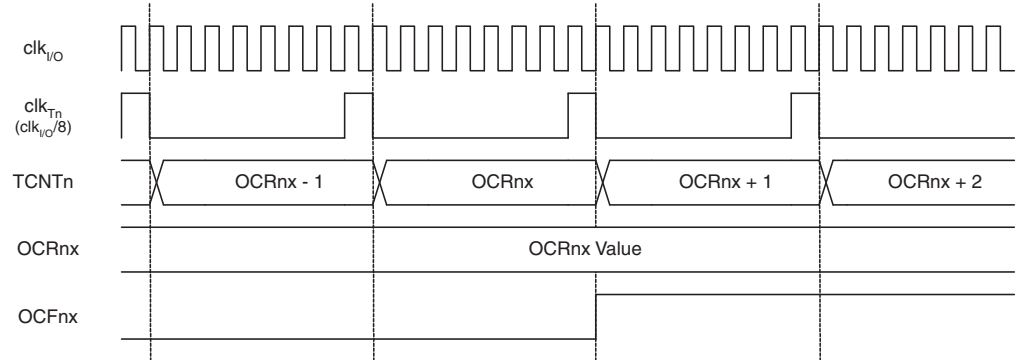 clkI/O
clkTn
(clkI/O/8)
TCNTn OCRnx - 1 OCRnx OCRnx + 1 OCRnx + 2
OCRnx OCRnx Value
OCFnx